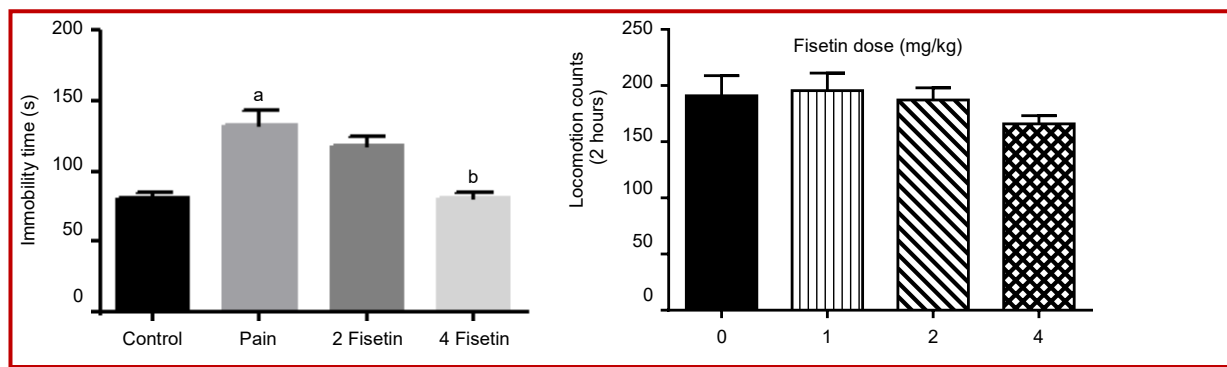 Immobility time (s)
200
150
100
50
0
a
b
Control
Pain
2 Fisetin
4 Fisetin
Locomotion counts
(2 hours)
Fisetin dose (mg/kg)
250
200
150
100
50
0
0
1
2
4